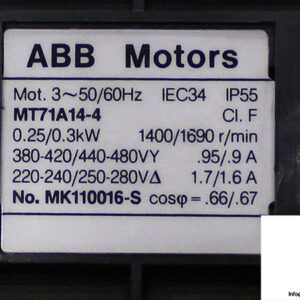 ABB Motors
Mot. 3~50/60Hz IEC34 IP55
MT71A14-4 Cl. F
0.25/0.3kW 1400/1690 r/min
380-420/440-480VY .95/.9 A
220-240/250-280VΔ 1.7/1.6 A
No. MK110016-S cosφ= .66/.67